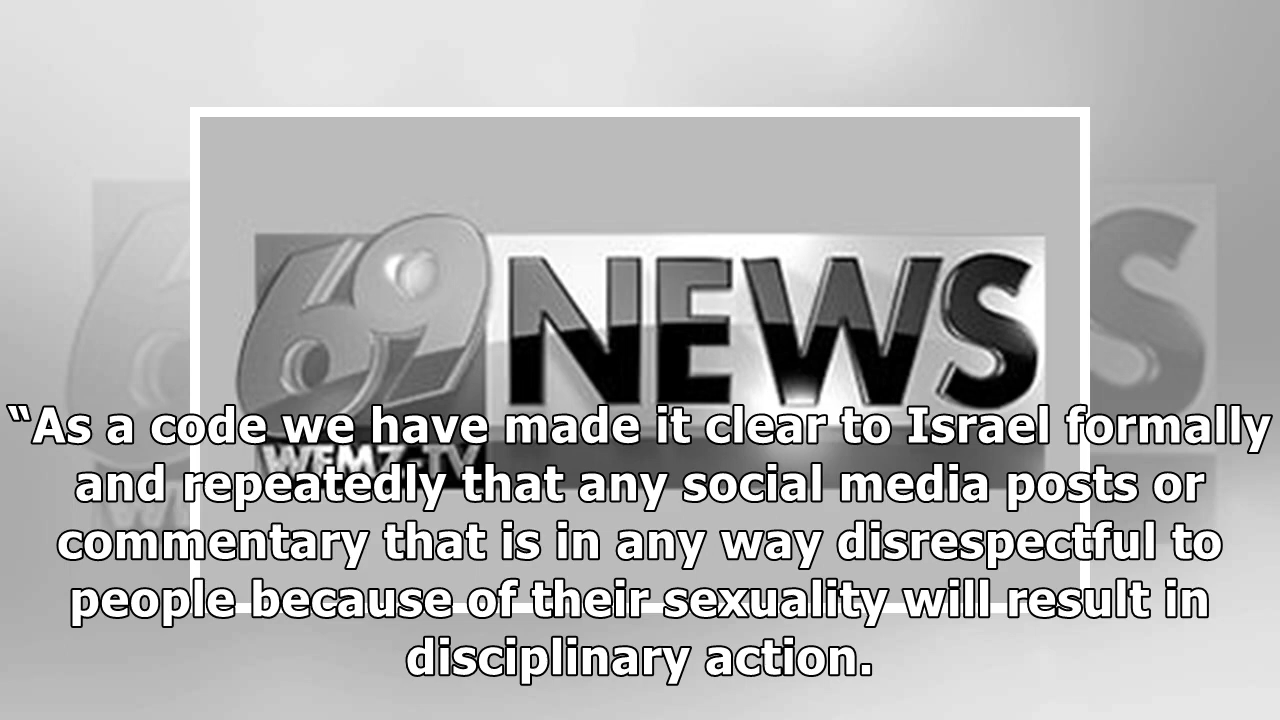 69 NEWS
WFMZ-TV
“As a code we have made it clear to Israel formally
and repeatedly that any social media posts or
commentary that is in any way disrespectful to
people because of their sexuality will result in
disciplinary action.